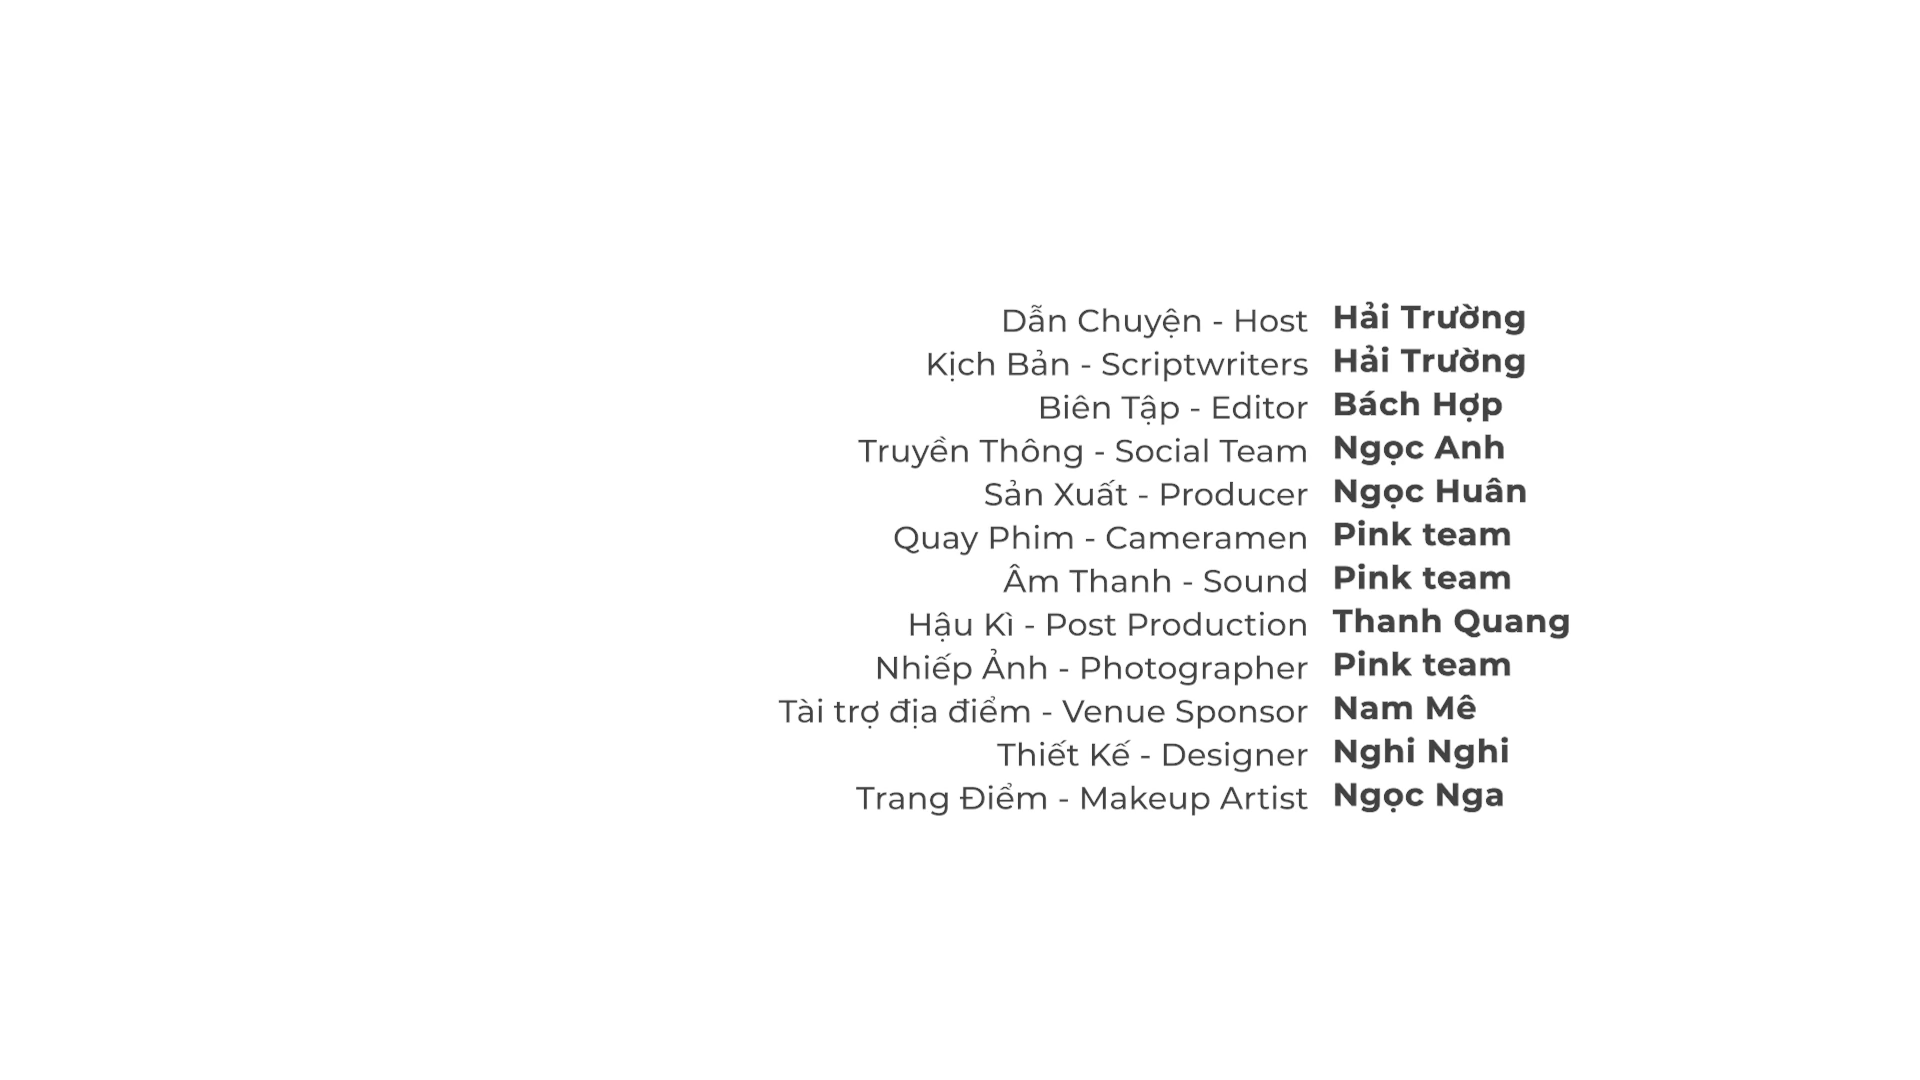 Dẫn Chuyện - Host Hải Trường
Kịch Bản - Scriptwriters Hải Trường
Biên Tập - Editor Bách Hợp
Truyền Thông - Social Team Ngọc Anh
Sản Xuất - Producer Ngọc Huân
Quay Phim - Cameramen Pink team
Âm Thanh - Sound Pink team
Hậu Kì - Post Production Thanh Quang
Nhiếp Ảnh - Photographer Pink team
Tài trợ địa điểm - Venue Sponsor Nam Mê
Thiết Kế - Designer Nghi Nghi
Trang Điểm - Makeup Artist Ngọc Nga